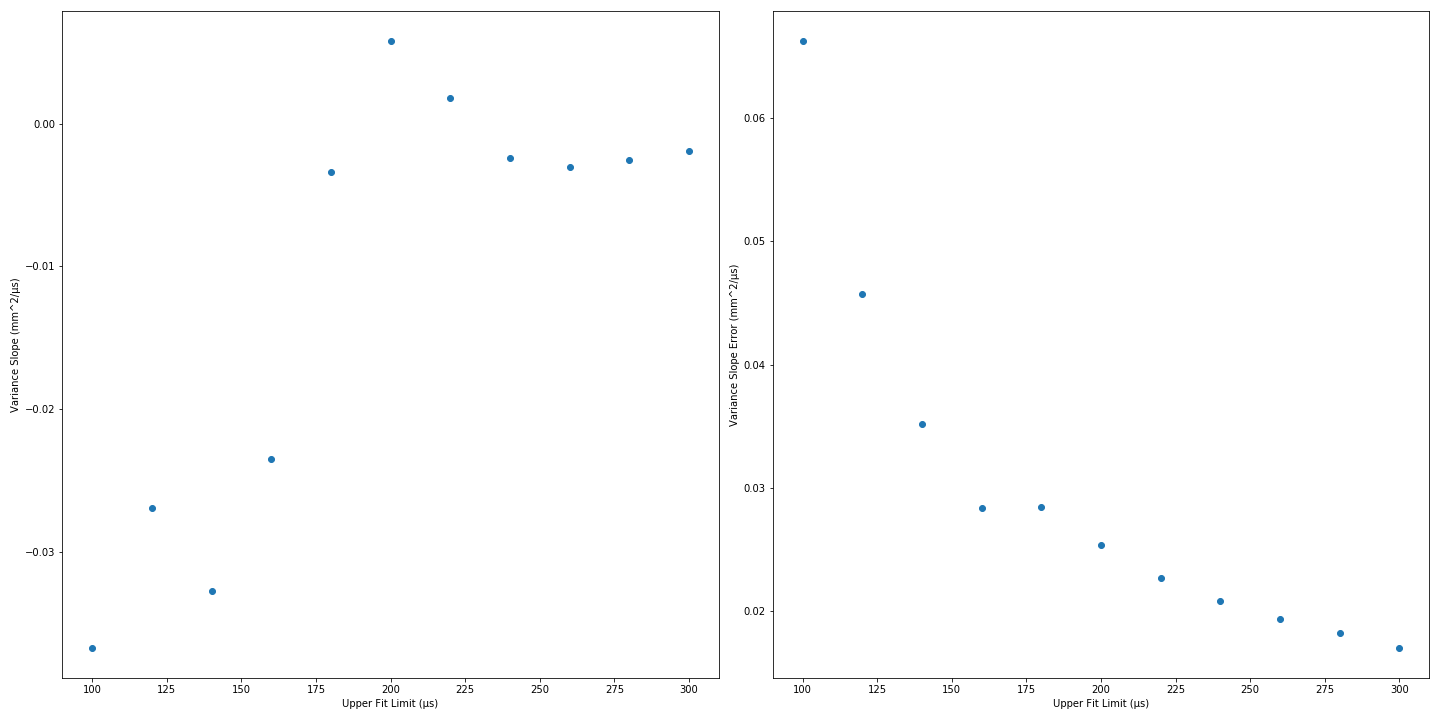 0.00
−0.01
−0.02
−0.03
Variance Slope (mm^2/μs)
100 125 150 175 200 225 250 275 300
Upper Fit Limit (μs)
0.06
0.05
0.04
0.03
0.02
Variance Slope Error (mm^2/μs)
100 125 150 175 200 225 250 275 300
Upper Fit Limit (μs)